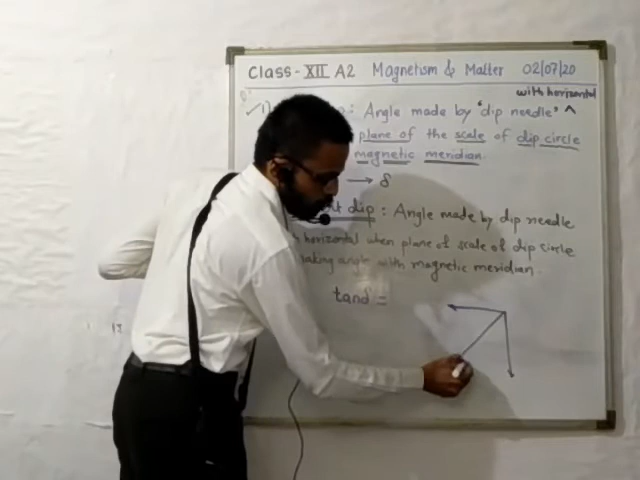 Class - XII A2 Magnetism & Matter 02/07/20
with horizontal
✓1) : Angle made by 'dip needle' ^
plane of the scale of dip circle
magnetic meridian.
→ δ
dip : Angle made by dip needle
horizontal when plane of scale of dip circle
making angle with magnetic meridian.
tanδ =